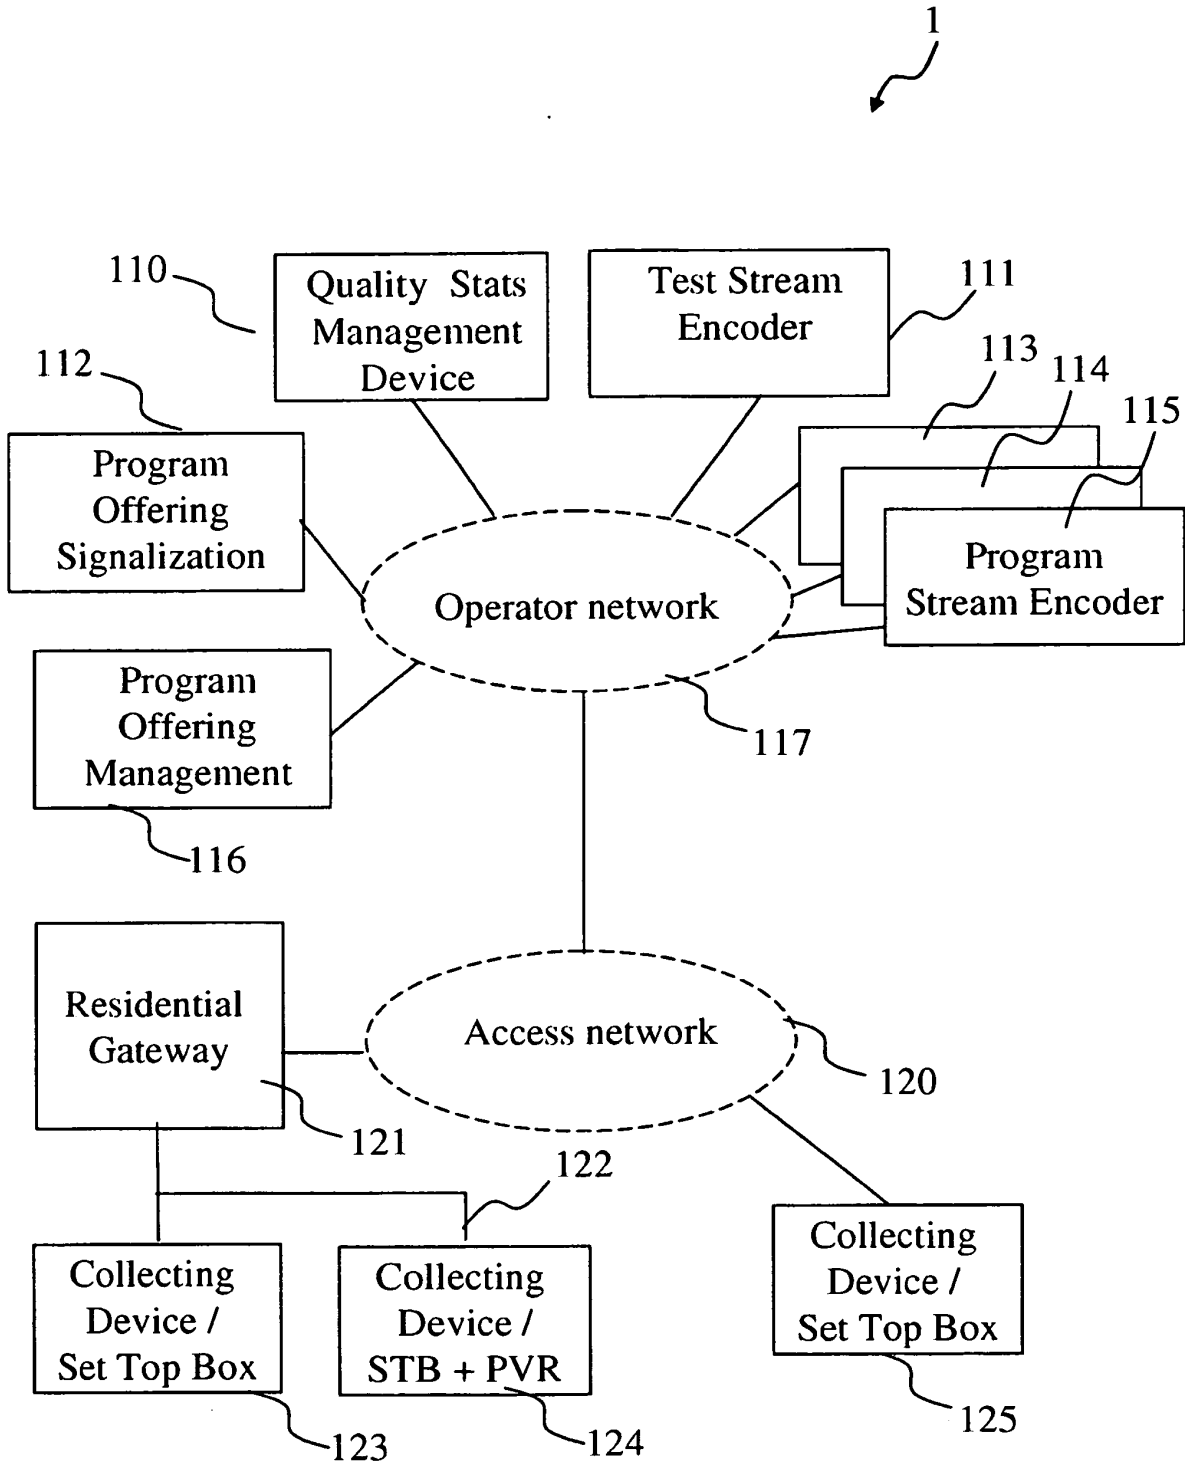 1
110
Quality Stats
Management
Device
Test Stream
Encoder
111
112
113
114
115
Program
Offering
Signalization
Program
Stream Encoder
Operator network
Program
Offering
Management
117
116
Residential
Gateway
Access network
120
121
122
Collecting
Device /
Set Top Box
Collecting
Device /
STB + PVR
Collecting
Device /
Set Top Box
123
124
125